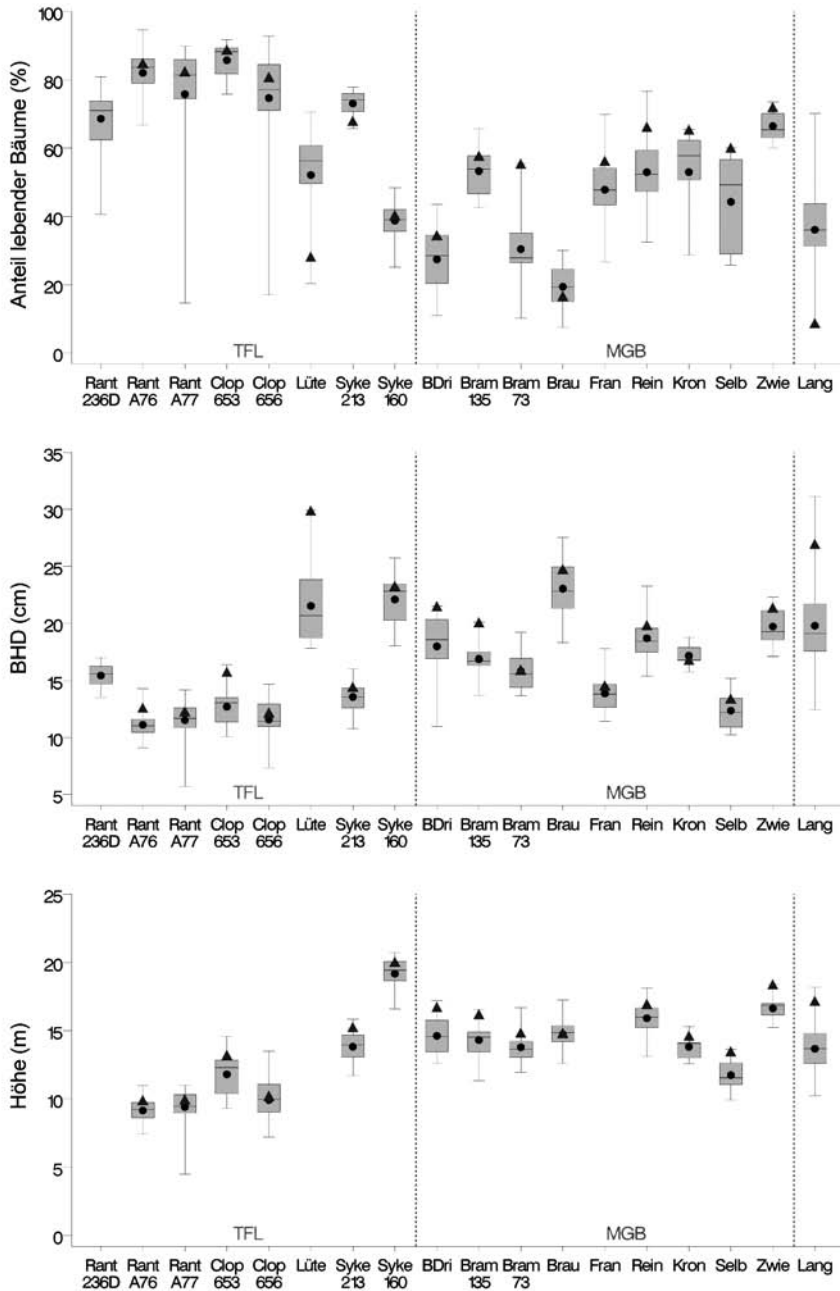 Anteil lebender Bäume (%)
100
80
60
40
20
0
TFL
MGB
Rant Rant Rant Clop Clop Lüte Syke Syke BDri Bram Bram Brau Fran Rein Kron Selb Zwie Lang
236D A76 A77 653 656 213 160 135 73
BHD (cm)
35
30
25
20
15
10
5
TFL
MGB
Rant Rant Rant Clop Clop Lüte Syke Syke BDri Bram Bram Brau Fran Rein Kron Selb Zwie Lang
236D A76 A77 653 656 213 160 135 73
Höhe (m)
25
20
15
10
5
0
TFL
MGB
Rant Rant Rant Clop Clop Lüte Syke Syke BDri Bram Bram Brau Fran Rein Kron Selb Zwie Lang
236D A76 A77 653 656 213 160 135 73